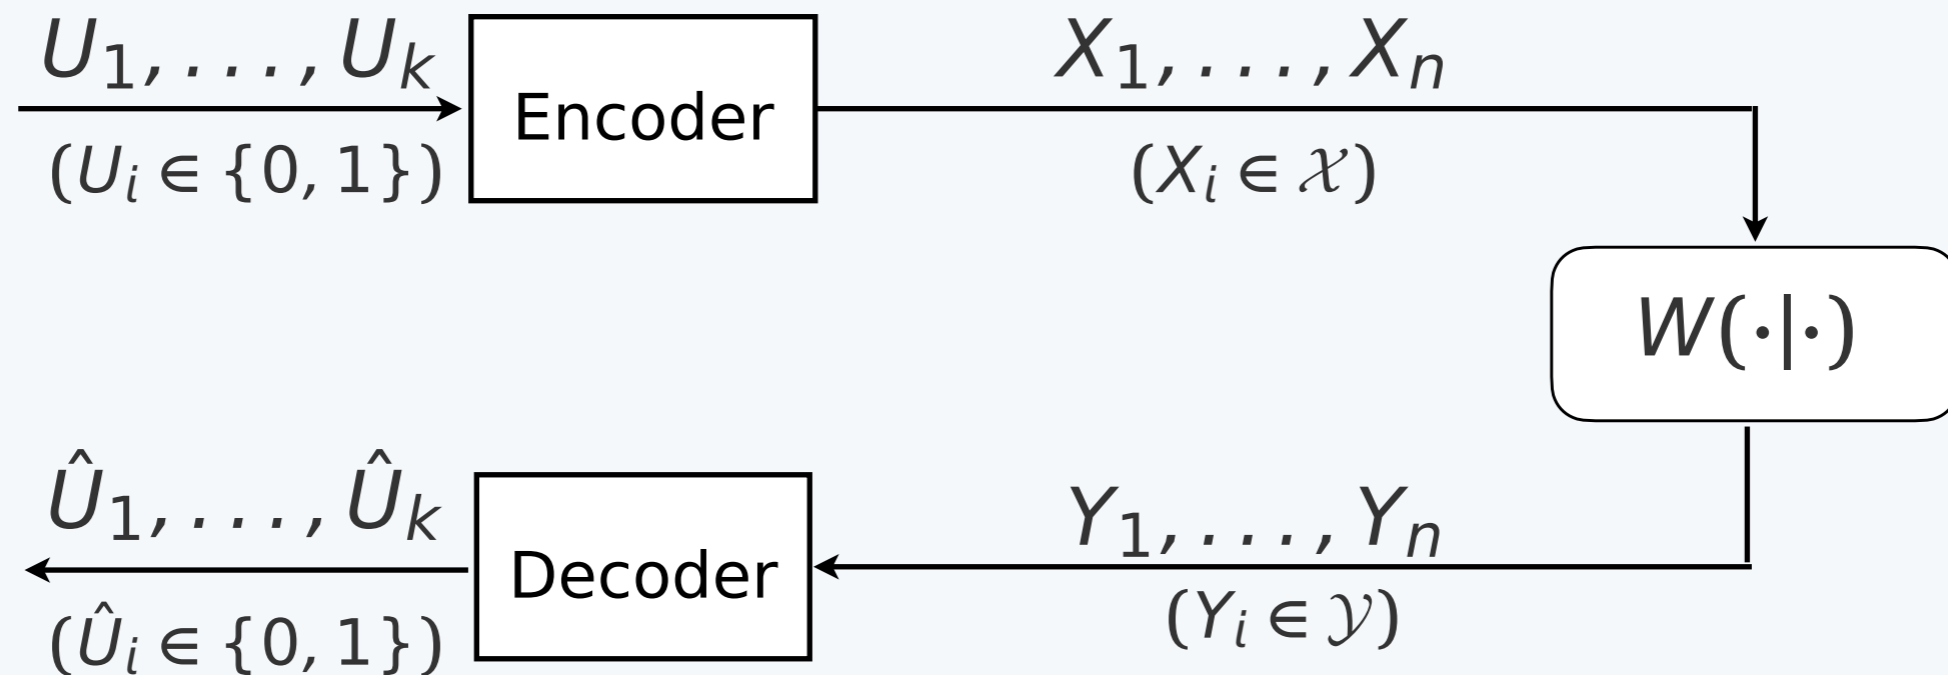 U₁, . . . , Uₖ
Encoder
X₁, . . . , Xₙ
(Uᵢ ∈ {0, 1})
(Xᵢ ∈ 𝒳)
W(·|·)
Û₁, . . . , Ûₖ
Decoder
Y₁, . . . , Yₙ
(Ûᵢ ∈ {0, 1})
(Yᵢ ∈ 𝒴)